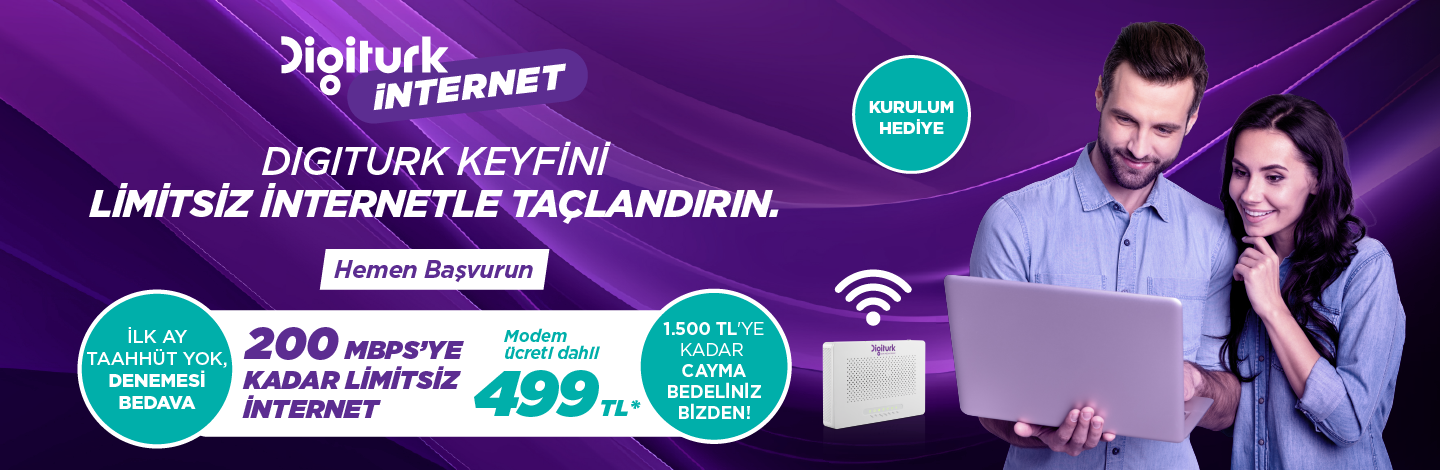 Digiturk
İNTERNET
DIGITURK KEYFİNİ
LİMİTSİZ İNTERNETLE TAÇLANDIRIN.
Hemen Başvurun
İLK AY
TAAHHÜT YOK,
DENEMESİ
BEDAVA
200 MBPS’YE
KADAR LİMİTSİZ
İNTERNET
Modem
ücreti dahil
499 TL*
1.500 TL'YE
KADAR
CAYMA
BEDELİNİZ
BİZDEN!
KURULUM
HEDİYE
Digiturk